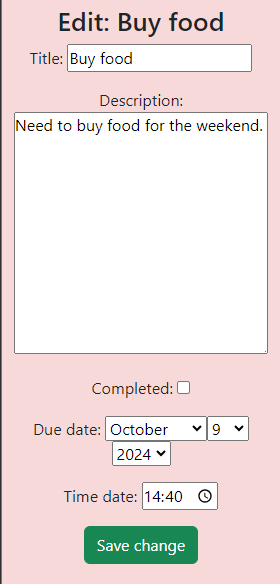 Edit: Buy food
Title: Buy food
Description:
Need to buy food for the weekend.
Completed:
Due date: October 9
2024
Time date: 14:40
Save change